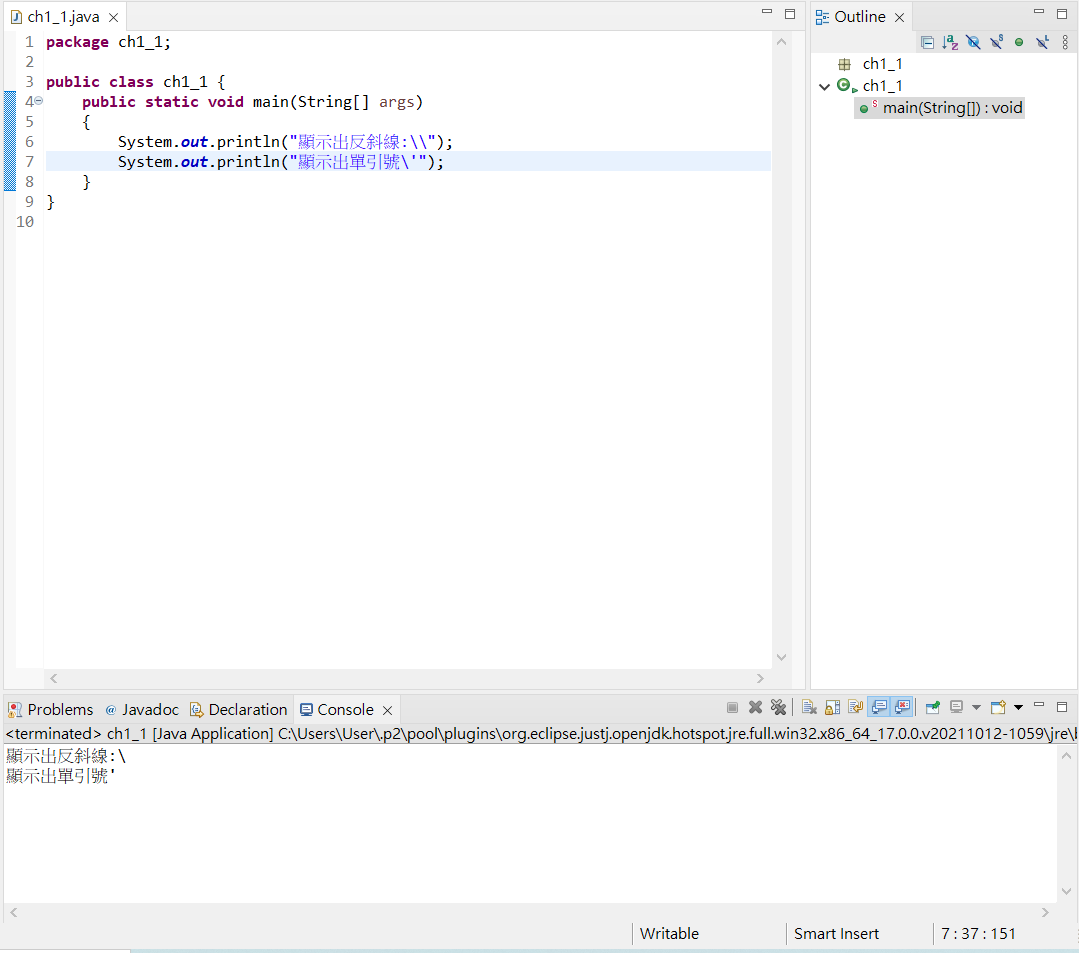 ch1_1.java
1 package ch1_1;
2
3 public class ch1_1 {
4 public static void main(String[] args)
5 {
6 System.out.println("顯示出反斜線:\\");
7 System.out.println("顯示出單引號\'");
8 }
9 }
10
Outline
ch1_1
ch1_1
main(String[]) : void
Problems @ Javadoc Declaration Console
<terminated> ch1_1 [Java Application] C:\Users\User\.p2\pool\plugins\org.eclipse.justj.openjdk.hotspot.jre.full.win32.x86_64_17.0.0.v20211012-1059\jre\b
顯示出反斜線:\
顯示出單引號'
Writable Smart Insert 7 : 37 : 151